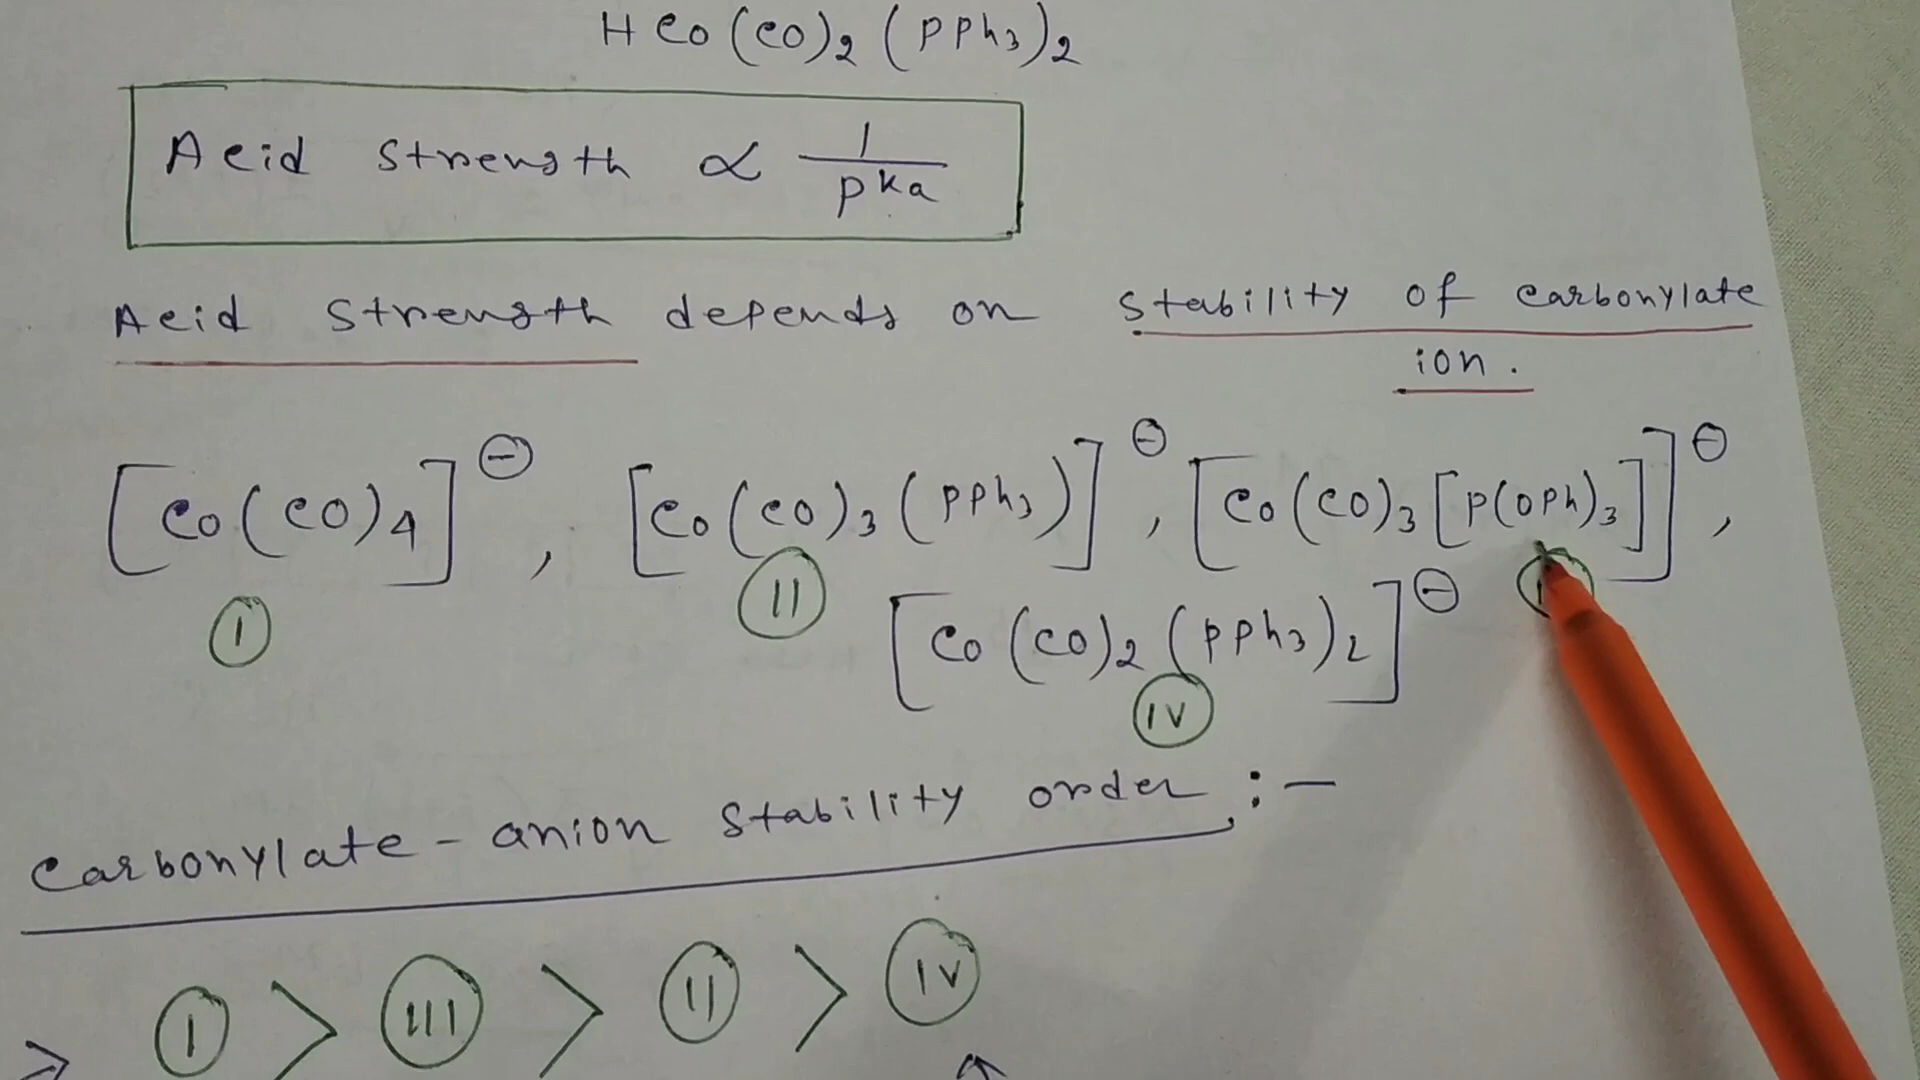 HCo(CO)₂(PPh₃)₂
Acid strength ∝ 1/pka
Acid strength depends on stability of carbonylate
ion.
[Co(CO)₄]⊖, [Co(CO)₃(PPh₃)]⊖, [Co(CO)₃[P(OPh)₃]]⊖,
I II
[Co(CO)₂(PPh₃)₂]⊖
IV
Carbonylate-anion stability order :-
I > III > II > IV